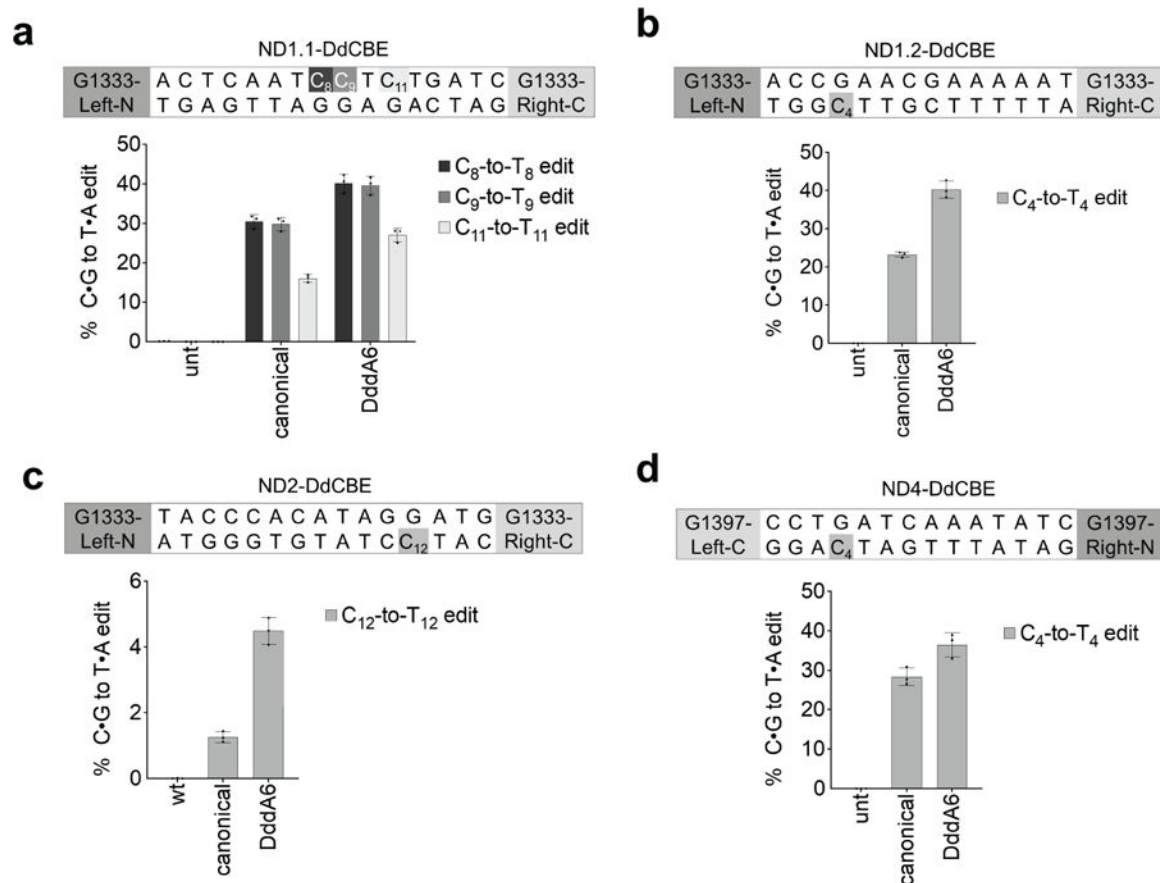 a
ND1.1-DdCBE
G1333-Left-N
A C T C A A T C8 C9 T C11 T G A T C
T G A G T T A G G A G A C T A G
G1333-Right-C
% C•G to T•A edit
50
40
30
20
10
0
unt
canonical
DddA6
C8-to-T8 edit
C9-to-T9 edit
C11-to-T11 edit
b
ND1.2-DdCBE
G1333-Left-N
A C C G A A C G A A A A A T
T G G C4 T T G C T T T T T A
G1333-Right-C
% C•G to T•A edit
50
40
30
20
10
0
unt
canonical
DddA6
C4-to-T4 edit
c
ND2-DdCBE
G1333-Left-N
T A C C C A C A T A G G A T G
A T G G G T G T A T C C12 T A C
G1333-Right-C
% C•G to T•A edit
6
4
2
0
wt
canonical
DddA6
C12-to-T12 edit
d
ND4-DdCBE
G1397-Left-C
C C T G A T C A A A T A T C
G G A C4 T A G T T T A T A G
G1397-Right-N
% C•G to T•A edit
50
40
30
20
10
0
unt
canonical
DddA6
C4-to-T4 edit